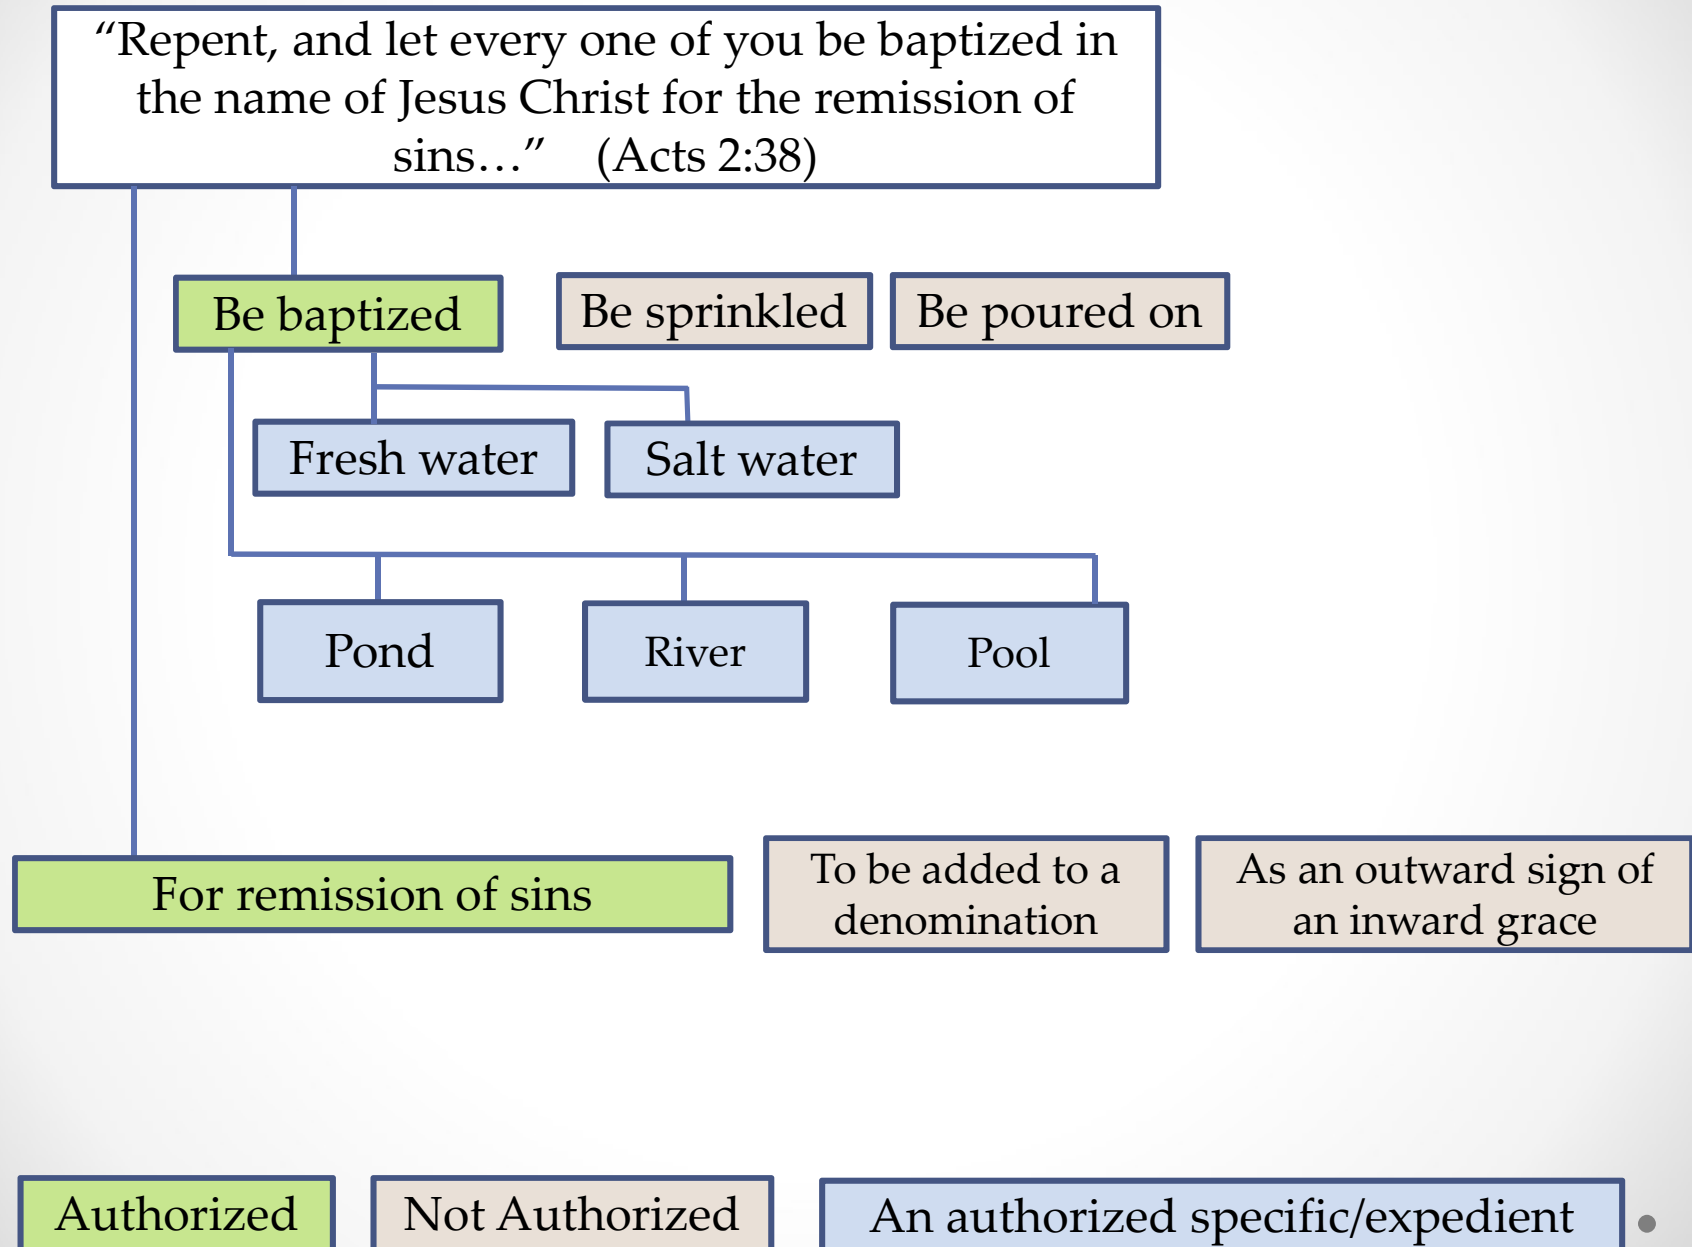 “Repent, and let every one of you be baptized in
the name of Jesus Christ for the remission of
sins…” (Acts 2:38)
Be baptized
Be sprinkled
Be poured on
Fresh water
Salt water
Pond
River
Pool
For remission of sins
To be added to a
denomination
As an outward sign of
an inward grace
Authorized
Not Authorized
An authorized specific/expedient